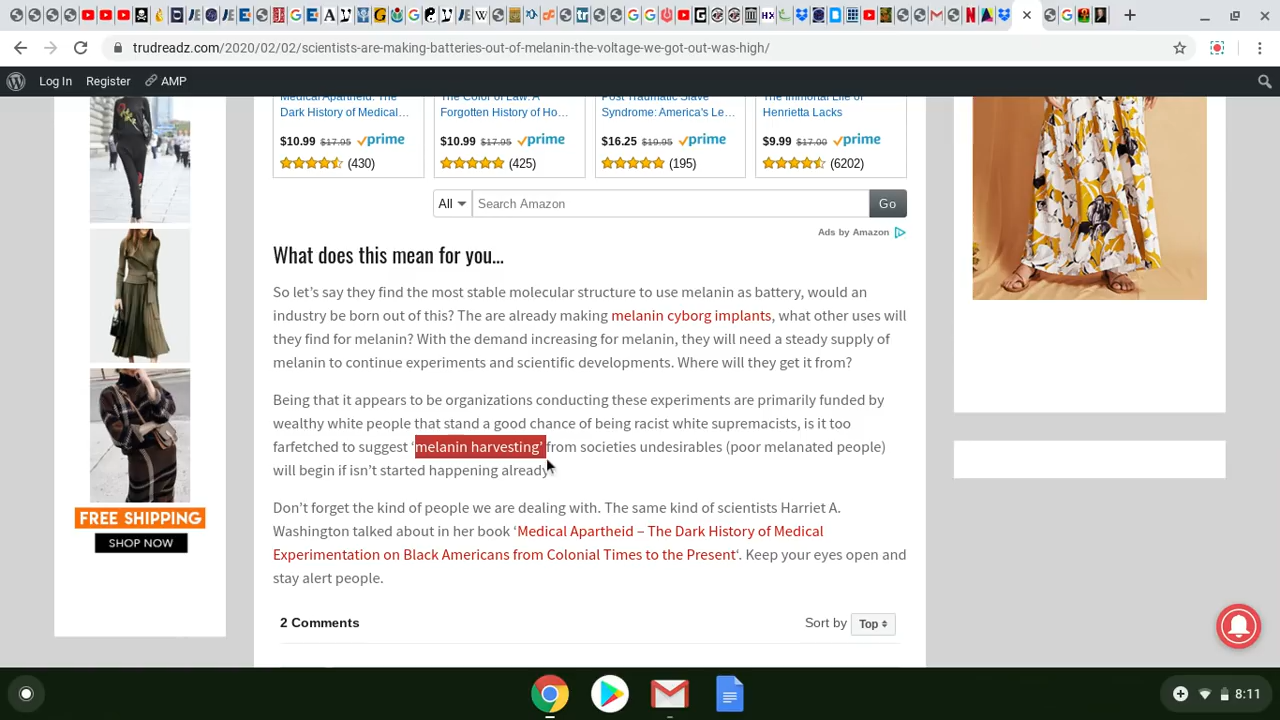 trudreadz.com/2020/02/02/scientists-are-making-batteries-out-of-melanin-the-voltage-we-got-out-was-high/
Log In Register AMP
Medical Apartheid: The
Dark History of Medical…
$10.99 $17.95 prime
(430)
The Color of Law: A
Forgotten History of Ho…
$10.99 $17.95 prime
(425)
Post Traumatic Slave
Syndrome: America's Le…
$16.25 $19.95 prime
(195)
The Immortal Life of
Henrietta Lacks
$9.99 $17.00 prime
(6202)
All Search Amazon Go
Ads by Amazon
What does this mean for you…
So let’s say they find the most stable molecular structure to use melanin as battery, would an
industry be born out of this? The are already making melanin cyborg implants, what other uses will
they find for melanin? With the demand increasing for melanin, they will need a steady supply of
melanin to continue experiments and scientific developments. Where will they get it from?
Being that it appears to be organizations conducting these experiments are primarily funded by
wealthy white people that stand a good chance of being racist white supremacists, is it too
farfetched to suggest ‘melanin harvesting’ from societies undesirables (poor melanated people)
will begin if isn’t started happening already
Don’t forget the kind of people we are dealing with. The same kind of scientists Harriet A.
Washington talked about in her book ‘Medical Apartheid – The Dark History of Medical
Experimentation on Black Americans from Colonial Times to the Present‘. Keep your eyes open and
stay alert people.
2 Comments
Sort by Top
FREE SHIPPING
SHOP NOW
8:11